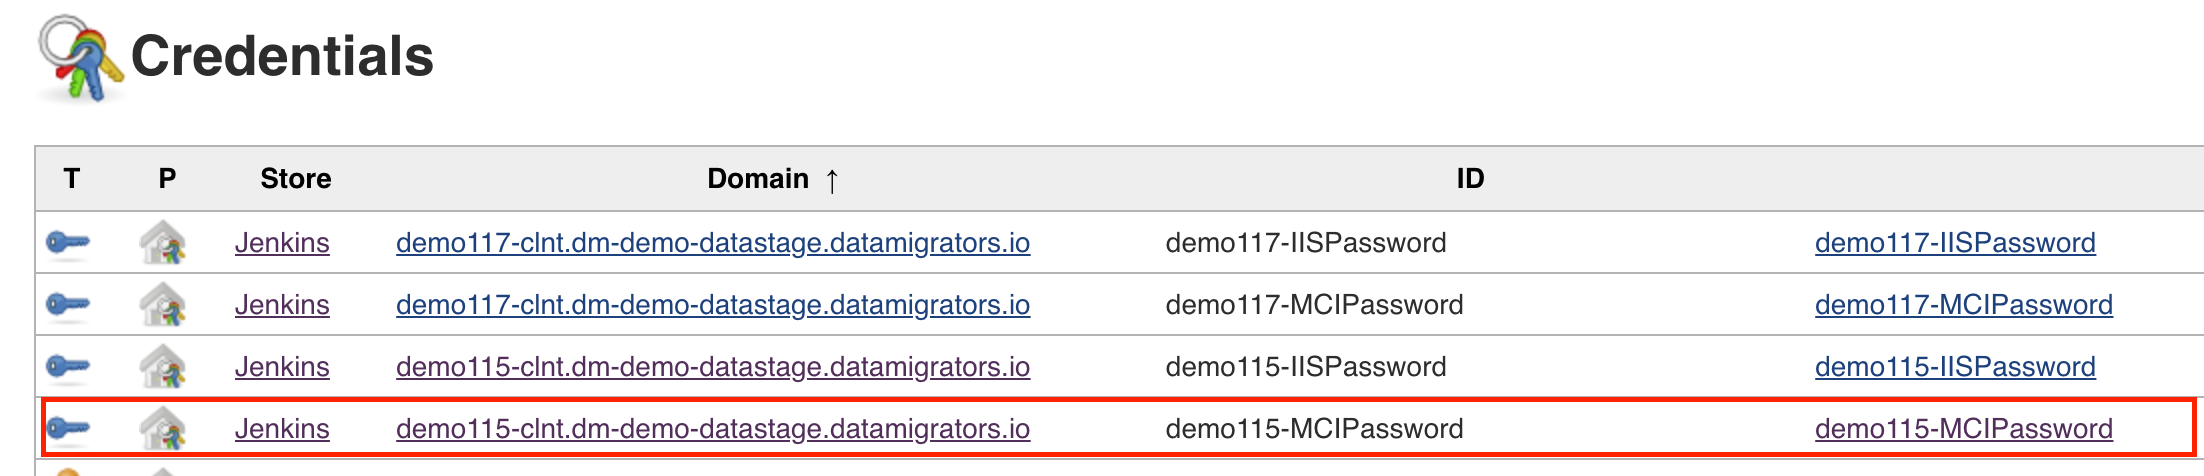 Credentials
T P Store Domain ↑ ID
Jenkins demo117-clnt.dm-demo-datastage.datamigrators.io demo117-IISPassword demo117-IISPassword
Jenkins demo117-clnt.dm-demo-datastage.datamigrators.io demo117-MCIPassword demo117-MCIPassword
Jenkins demo115-clnt.dm-demo-datastage.datamigrators.io demo115-IISPassword demo115-IISPassword
Jenkins demo115-clnt.dm-demo-datastage.datamigrators.io demo115-MCIPassword demo115-MCIPassword